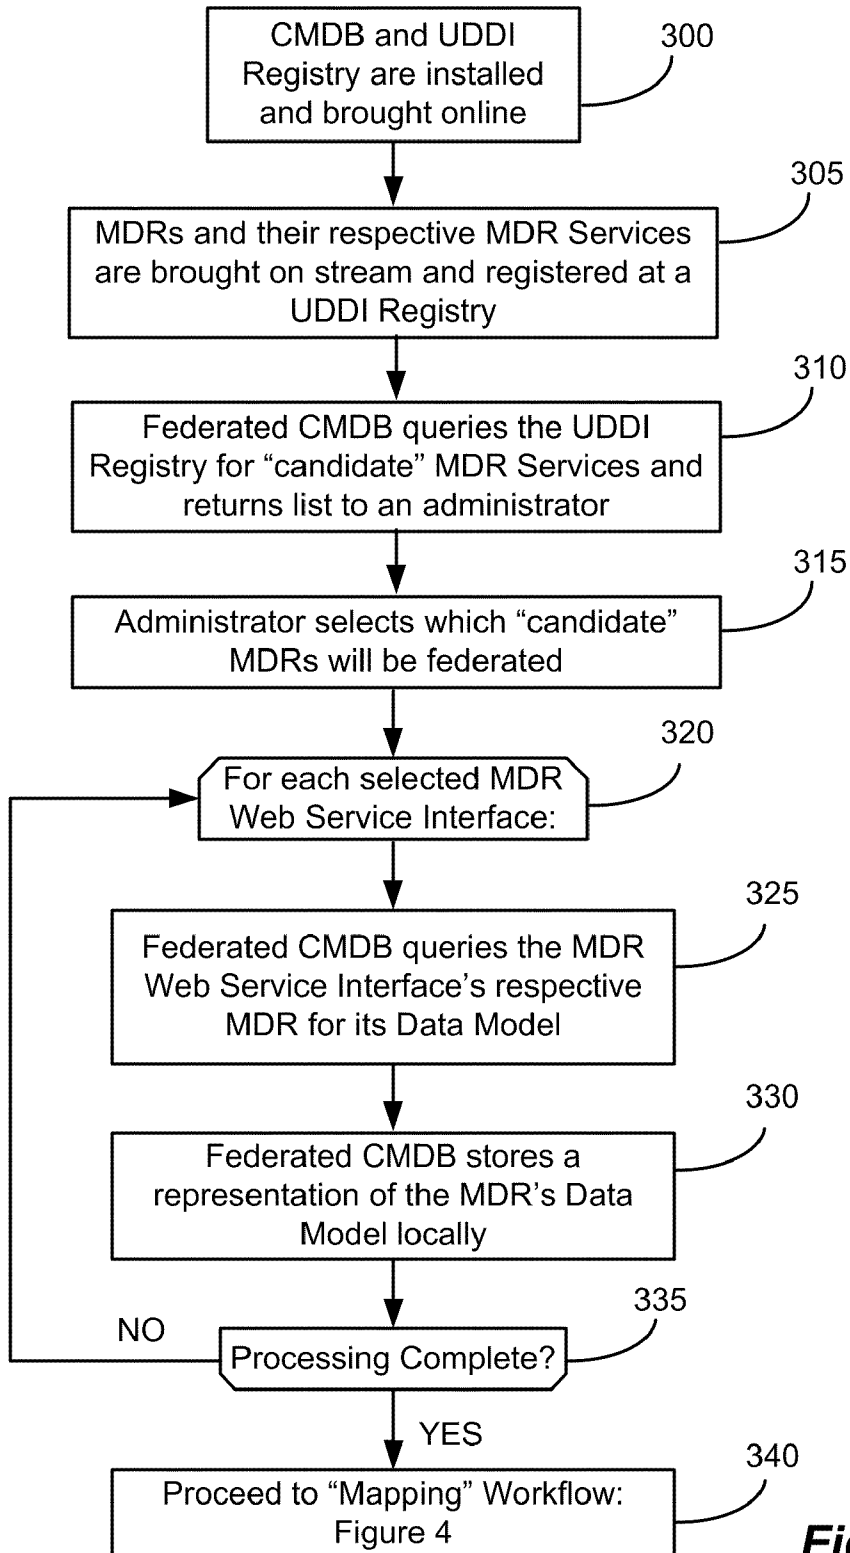 CMDB and UDDI
Registry are installed
and brought online
300
MDRs and their respective MDR Services
are brought on stream and registered at a
UDDI Registry
305
Federated CMDB queries the UDDI
Registry for “candidate” MDR Services and
returns list to an administrator
310
Administrator selects which “candidate”
MDRs will be federated
315
For each selected MDR
Web Service Interface:
320
Federated CMDB queries the MDR
Web Service Interface’s respective
MDR for its Data Model
325
Federated CMDB stores a
representation of the MDR’s Data
Model locally
330
Processing Complete?
335
NO
YES
Proceed to “Mapping” Workflow:
Figure 4
340